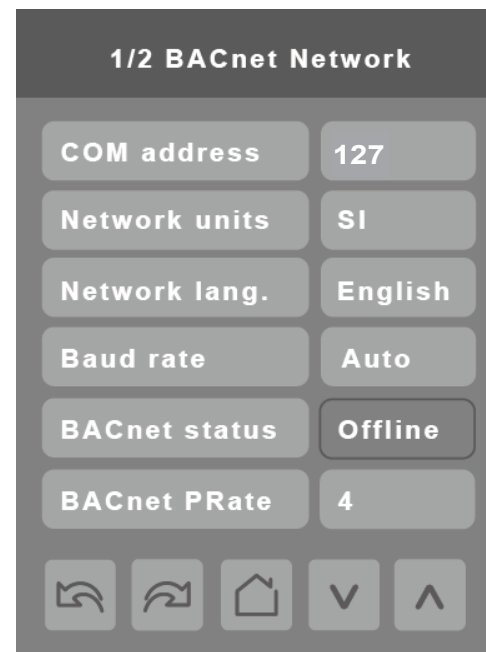 1/2 BACnet Network
COM address 127
Network units SI
Network lang. English
Baud rate Auto
BACnet status Offline
BACnet PRate 4